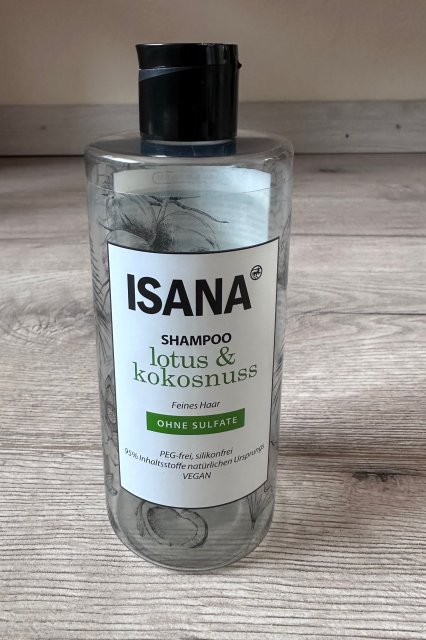 ISANA
SHAMPOO
lotus &
kokosnuss
Feines Haar
OHNE SULFATE
PEG-frei, silikonfrei
95% Inhaltsstoffe natürlichen Ursprungs
VEGAN